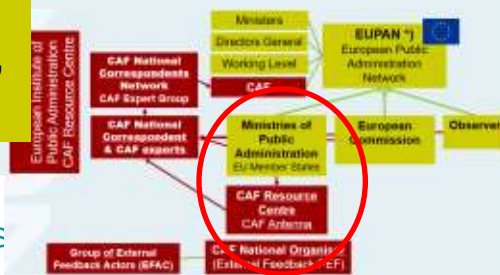 European Institute of
Public Administration
CAF Resource Centre
Ministers
Directors General
Working Level
CAF
EUPAN *)
European Public
Administration
Network
CAF National
Correspondents
Network
CAF Expert Group
CAF National
Correspondent
& CAF experts
Ministries of
Public
Administration
EU Member States
European
Commission
Observer
CAF Resource
Centre
CAF Antenna
Group of External
Feedback Actors (EFAC)
CAF National Organise
(External Feedback PEF)